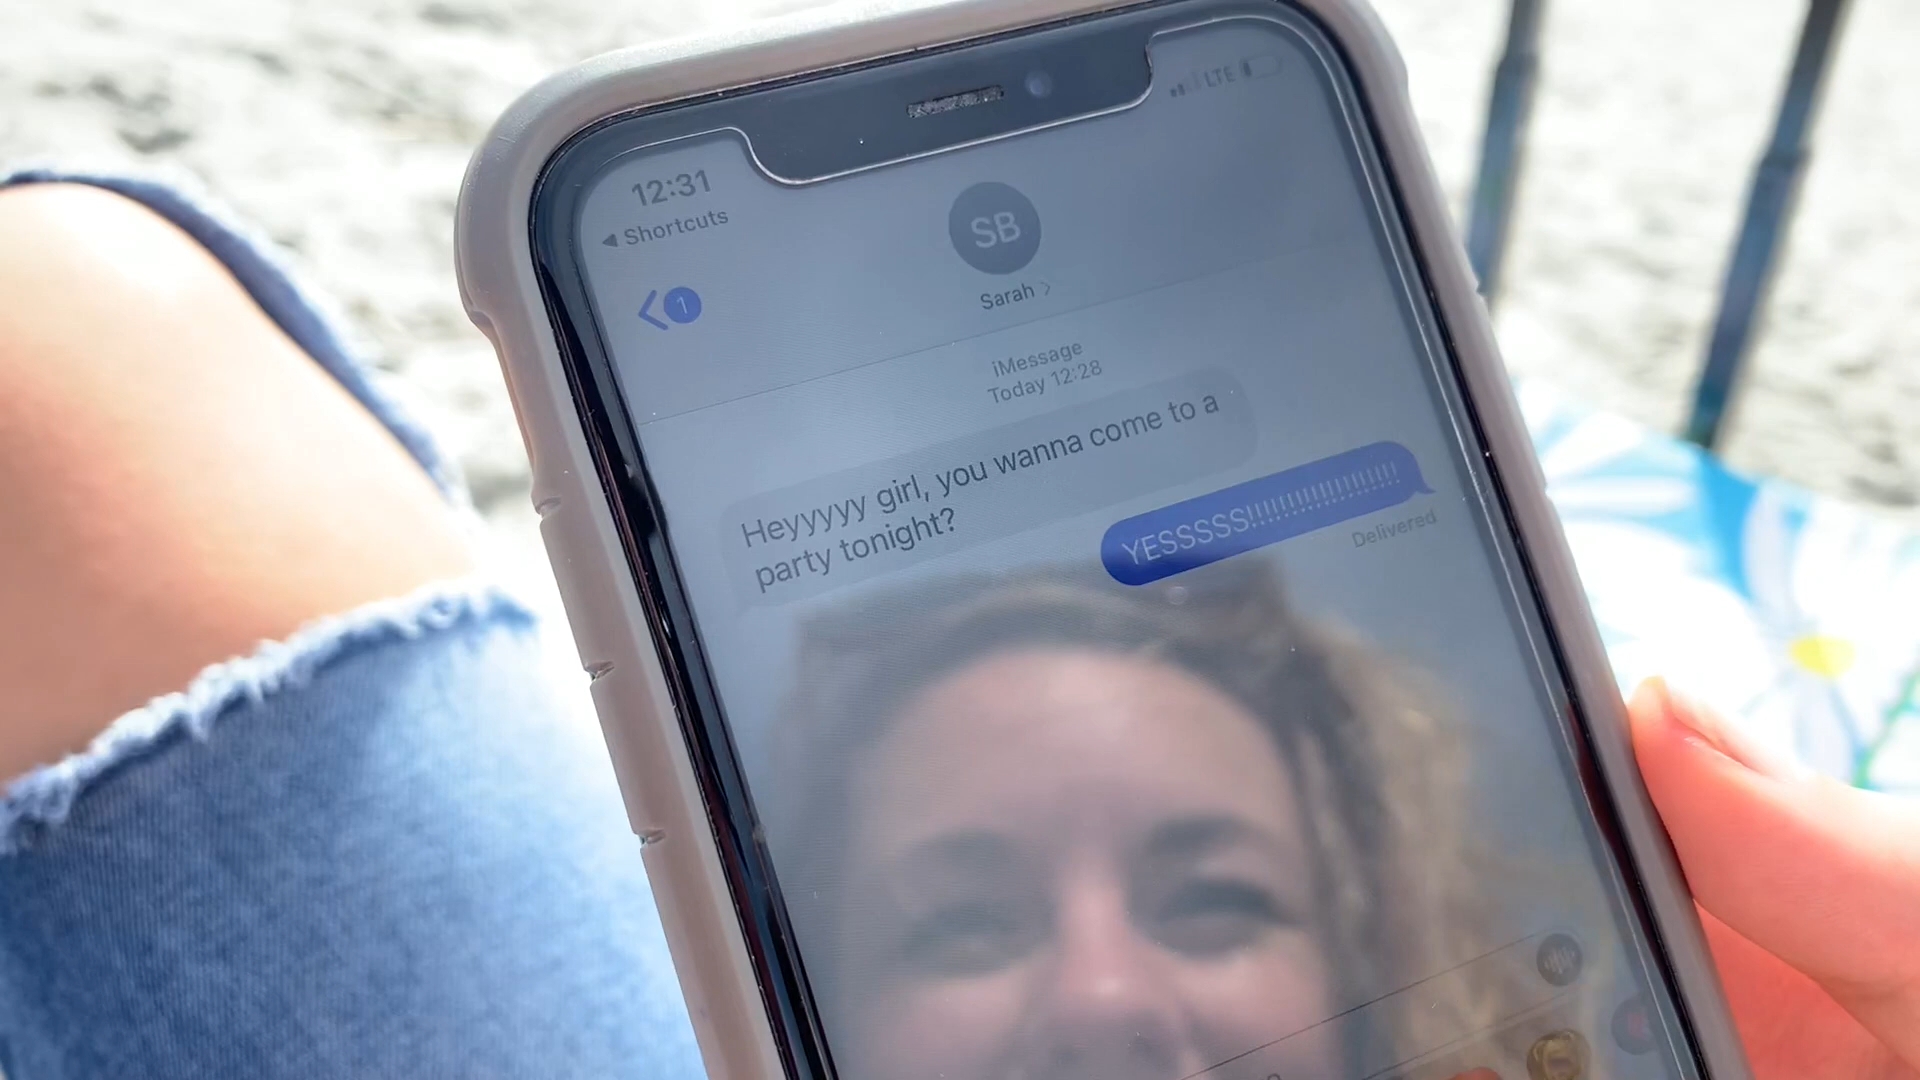 12:31
LTE
Shortcuts
1
SB
Sarah
iMessage
Today 12:28
Heyyyyy girl, you wanna come to a
party tonight?
YESSSSS!!!!!!!!!!!!!!!!!!!!
Delivered